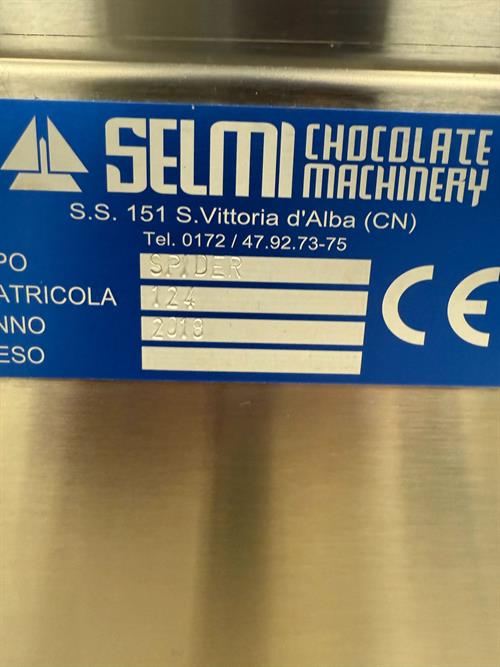 SELMI CHOCOLATE MACHINERY
S.S. 151 S.Vittoria d'Alba (CN)
Tel. 0172 / 47.92.73-75
PO SPIDER
ATRICOLA 124
NNO 2018
ESO
CE